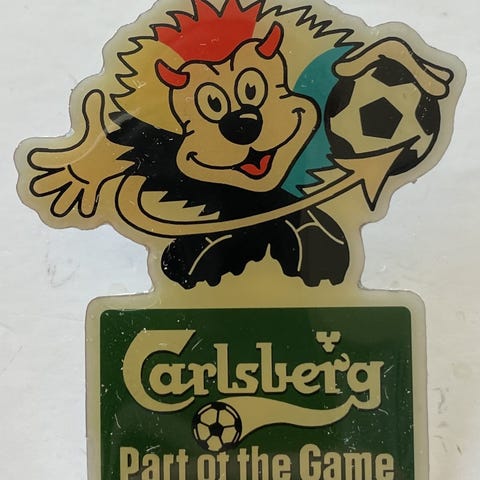 Carlsberg
Part of the Game